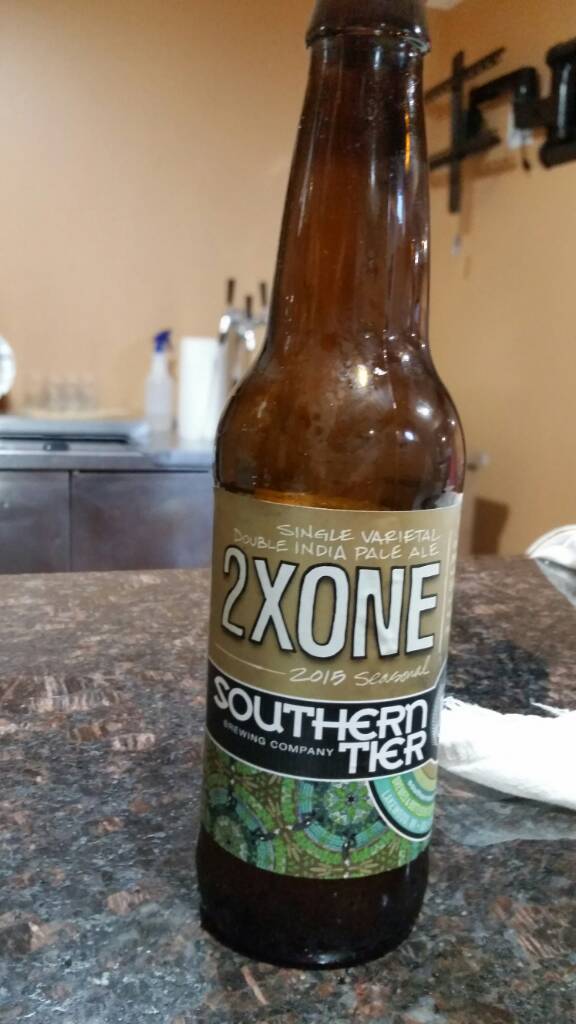 SINGLE VARIETAL
DOUBLE INDIA PALE ALE
2XONE
2015 Seasonal
SOUTHERN
BREWING COMPANY TIER